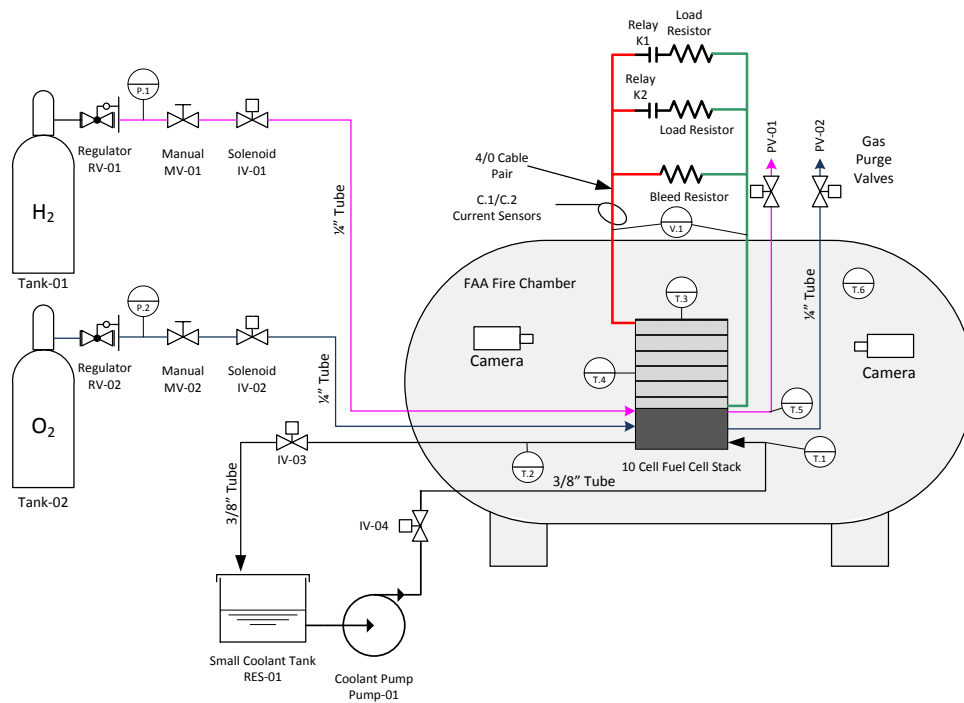 Relay
K1
Load
Resistor
Relay
K2
Load Resistor
Bleed Resistor
4/0 Cable
Pair
C.1/C.2
Current Sensors
V.1
PV-01
PV-02
Gas
Purge
Valves
P.1
Regulator
RV-01
Manual
MV-01
Solenoid
IV-01
H2
Tank-01
¼” Tube
P.2
Regulator
RV-02
Manual
MV-02
Solenoid
IV-02
O2
Tank-02
¼” Tube
FAA Fire Chamber
T.3
T.6
¼” Tube
Camera
Camera
T.4
T.5
T.2
T.1
10 Cell Fuel Cell Stack
3/8” Tube
IV-03
3/8” Tube
IV-04
Small Coolant Tank
RES-01
Coolant Pump
Pump-01